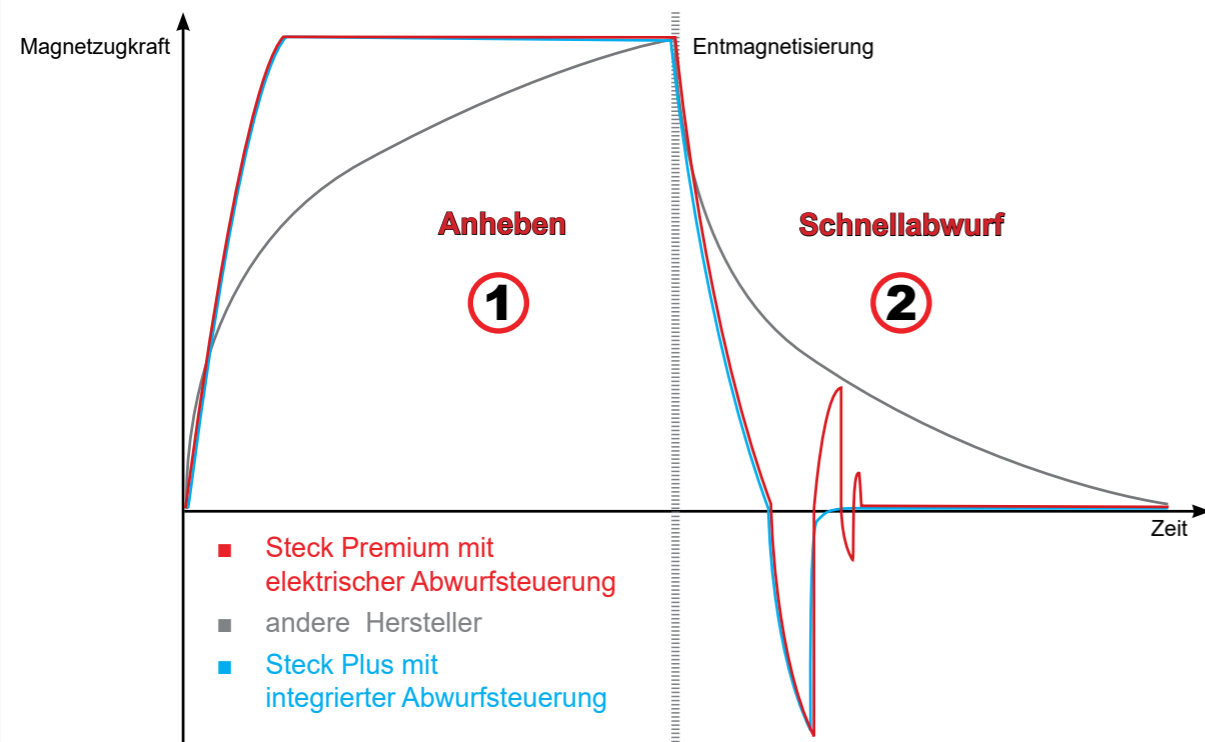 Magnetzugkraft
Entmagnetisierung
Anheben
Schnellabwurf
1
2
Zeit
Steck Premium mit
elektrischer Abwurfsteuerung
andere Hersteller
Steck Plus mit
integrierter Abwurfsteuerung